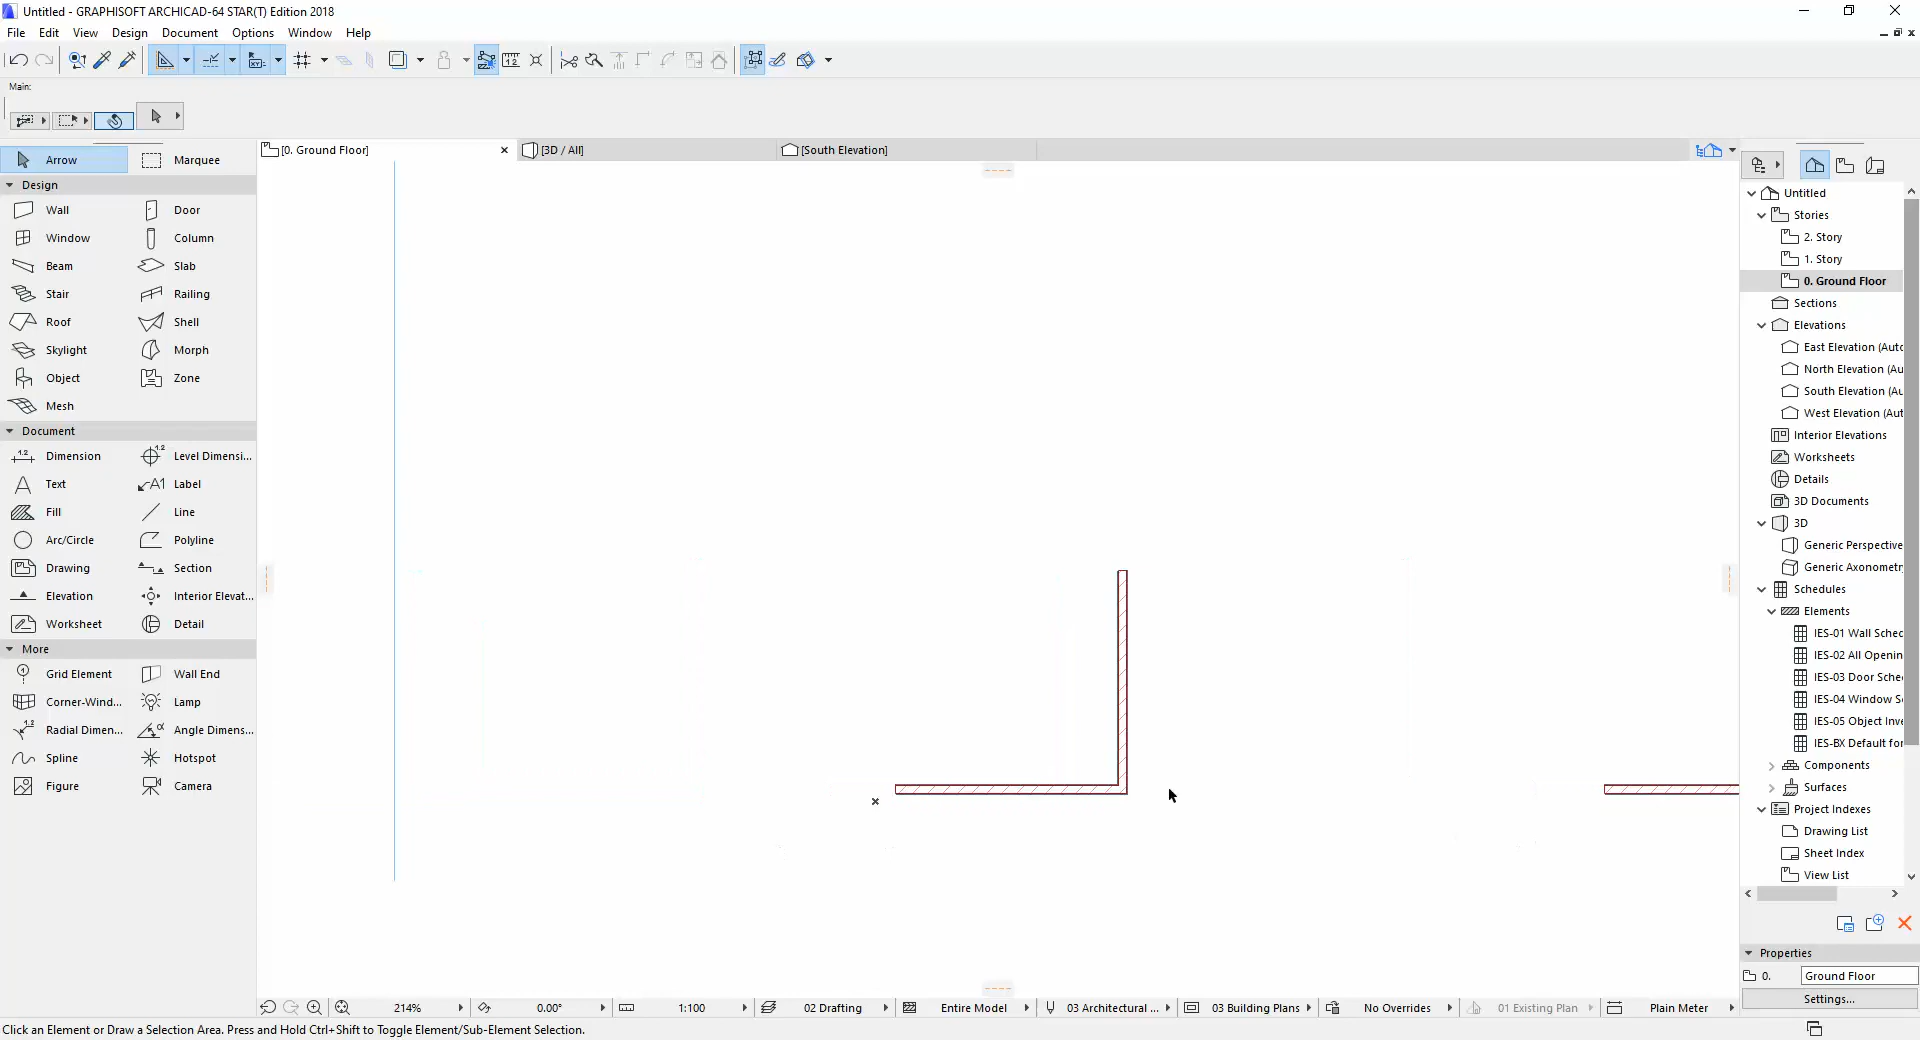 Untitled - GRAPHISOFT ARCHICAD-64 STAR(T) Edition 2018
File Edit View Design Document Options Window Help
Main:
[0. Ground Floor]
[3D / All]
[South Elevation]
Arrow Marquee
Design
Wall Door
Window Column
Beam Slab
Stair Railing
Roof Shell
Skylight Morph
Object Zone
Mesh
Document
Dimension Level Dimensi...
Text Label
Fill Line
Arc/Circle Polyline
Drawing Section
Elevation Interior Elevat...
Worksheet Detail
More
Grid Element Wall End
Corner-Wind... Lamp
Radial Dimen... Angle Dimens...
Spline Hotspot
Figure Camera
Untitled
Stories
2. Story
1. Story
0. Ground Floor
Sections
Elevations
East Elevation (Auto
North Elevation (Au
South Elevation (Au
West Elevation (Aut
Interior Elevations
Worksheets
Details
3D Documents
3D
Generic Perspective
Generic Axonometr
Schedules
Elements
IES-01 Wall Sched
IES-02 All Openin
IES-03 Door Sche
IES-04 Window S
IES-05 Object Inve
IES-BX Default for
Components
Surfaces
Project Indexes
Drawing List
Sheet Index
View List
Properties
0. Ground Floor
Settings...
214% 0.00° 1:100 02 Drafting Entire Model 03 Architectural ... 03 Building Plans No Overrides 01 Existing Plan Plain Meter
Click an Element or Draw a Selection Area. Press and Hold Ctrl+Shift to Toggle Element/Sub-Element Selection.